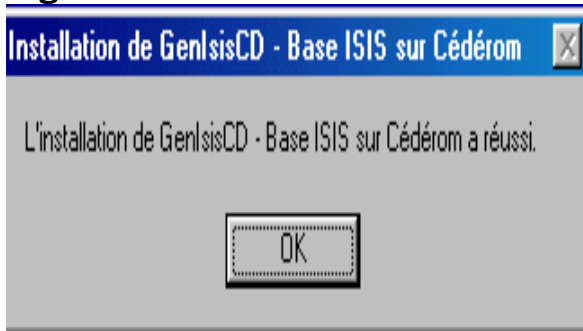 Installation de GenIsisCD - Base ISIS sur Cédérom
L'installation de GenIsisCD - Base ISIS sur Cédérom a réussi.
OK